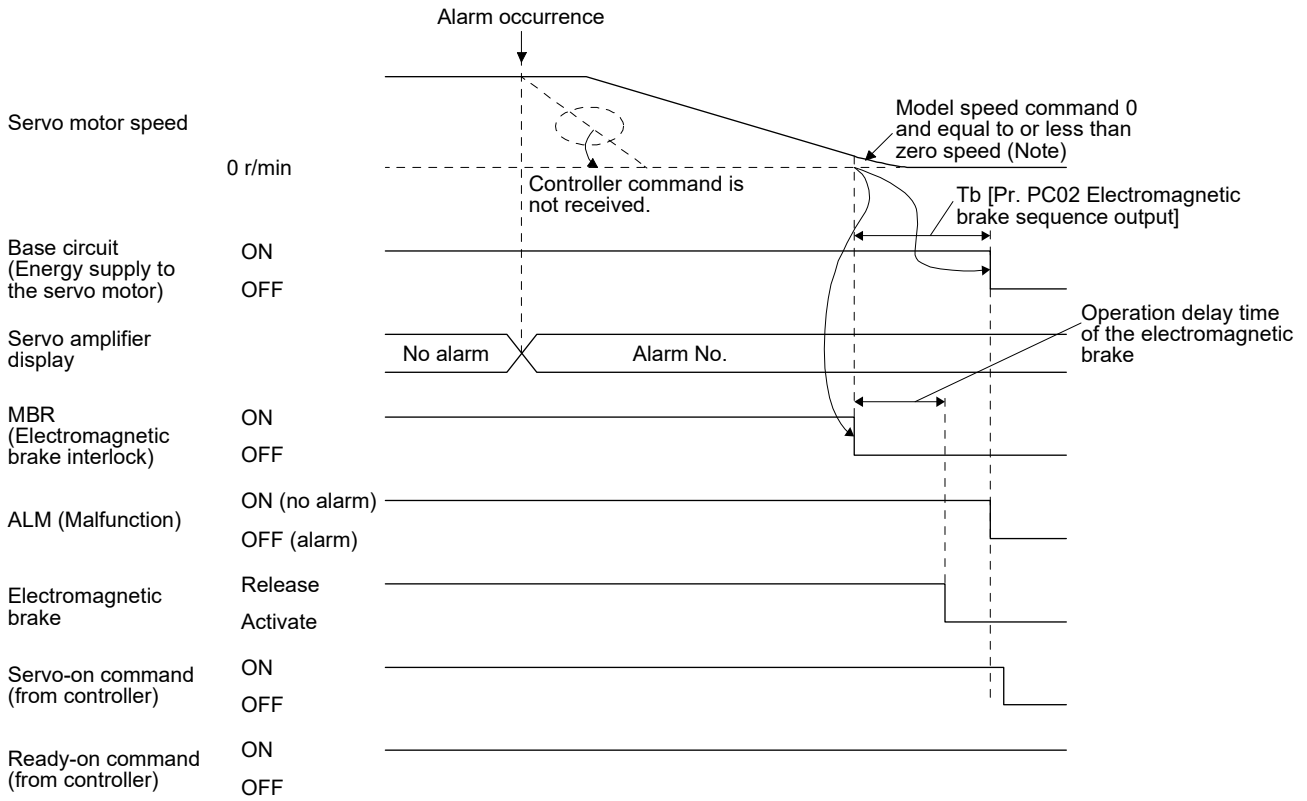 Alarm occurrence
Servo motor speed
0 r/min
Model speed command 0
and equal to or less than
zero speed (Note)
Controller command is
not received.
Tb [Pr. PC02 Electromagnetic
brake sequence output]
Base circuit
(Energy supply to
the servo motor)
ON
OFF
Operation delay time
of the electromagnetic
brake
Servo amplifier
display
No alarm
Alarm No.
MBR
(Electromagnetic
brake interlock)
ON
OFF
ALM (Malfunction)
ON (no alarm)
OFF (alarm)
Electromagnetic
brake
Release
Activate
Servo-on command
(from controller)
ON
OFF
Ready-on command
(from controller)
ON
OFF